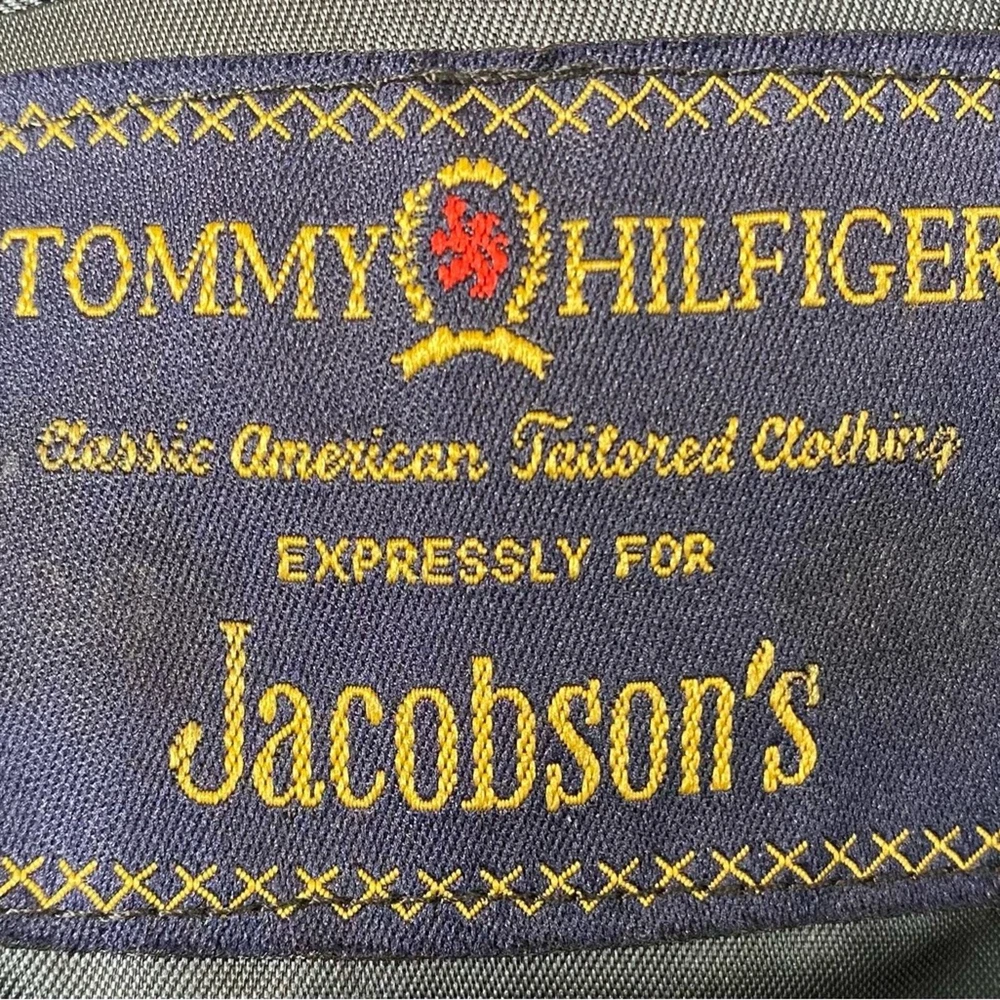 TOMMY HILFIGER
Classic American Tailored Clothing
EXPRESSLY FOR
Jacobson's